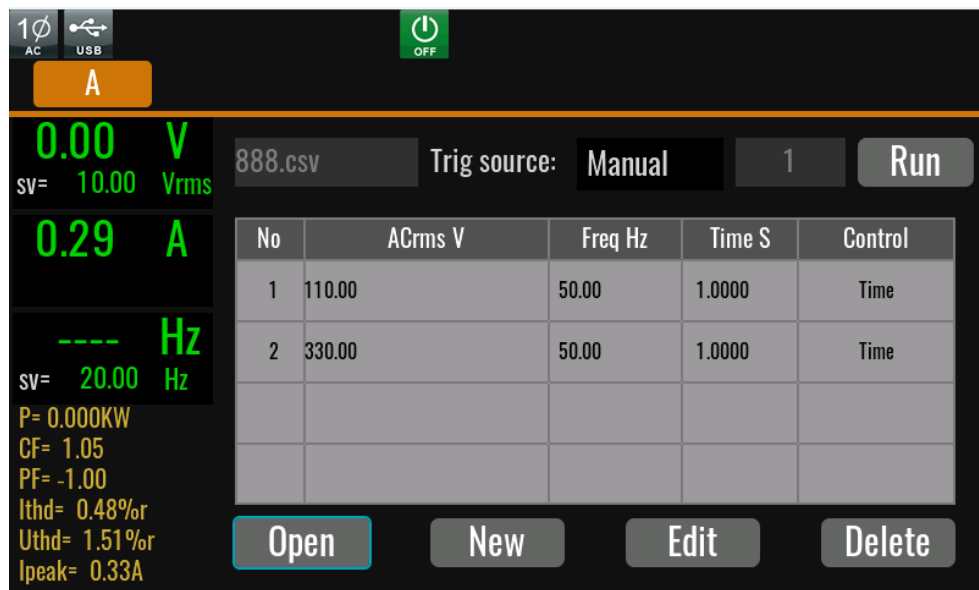 1Ø
AC USB OFF
A
0.00 V
sv= 10.00 Vrms
0.29 A
---- Hz
sv= 20.00 Hz
P= 0.000KW
CF= 1.05
PF= -1.00
Ithd= 0.48%r
Uthd= 1.51%r
Ipeak= 0.33A
888.csv Trig source: Manual 1 Run
No ACrms V Freq Hz Time S Control
1 110.00 50.00 1.0000 Time
2 330.00 50.00 1.0000 Time
Open New Edit Delete